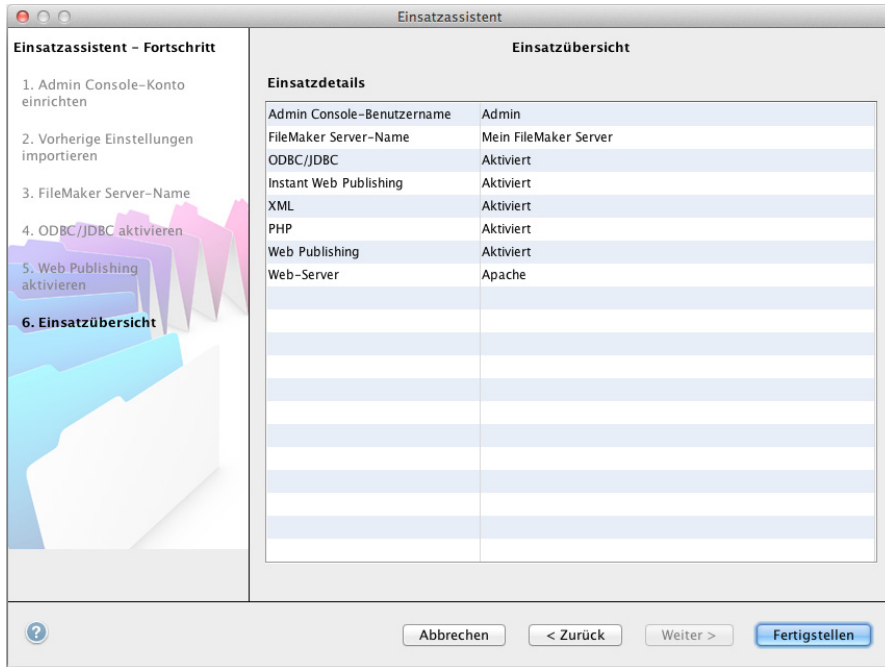 Einsatzassistent
Einsatzassistent – Fortschritt
1. Admin Console-Konto
einrichten
2. Vorherige Einstellungen
importieren
3. FileMaker Server-Name
4. ODBC/JDBC aktivieren
5. Web Publishing
aktivieren
6. Einsatzübersicht
Einsatzübersicht
Einsatzdetails
Admin Console-Benutzername Admin
FileMaker Server-Name Mein FileMaker Server
ODBC/JDBC Aktiviert
Instant Web Publishing Aktiviert
XML Aktiviert
PHP Aktiviert
Web Publishing Aktiviert
Web-Server Apache
? Abbrechen < Zurück Weiter > Fertigstellen